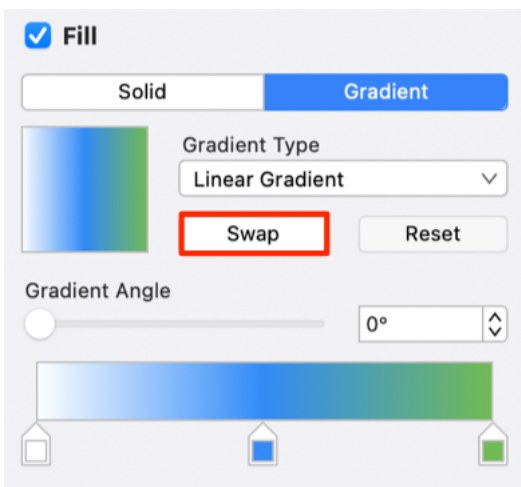 Fill
Solid Gradient
Gradient Type
Linear Gradient
Swap Reset
Gradient Angle
0°